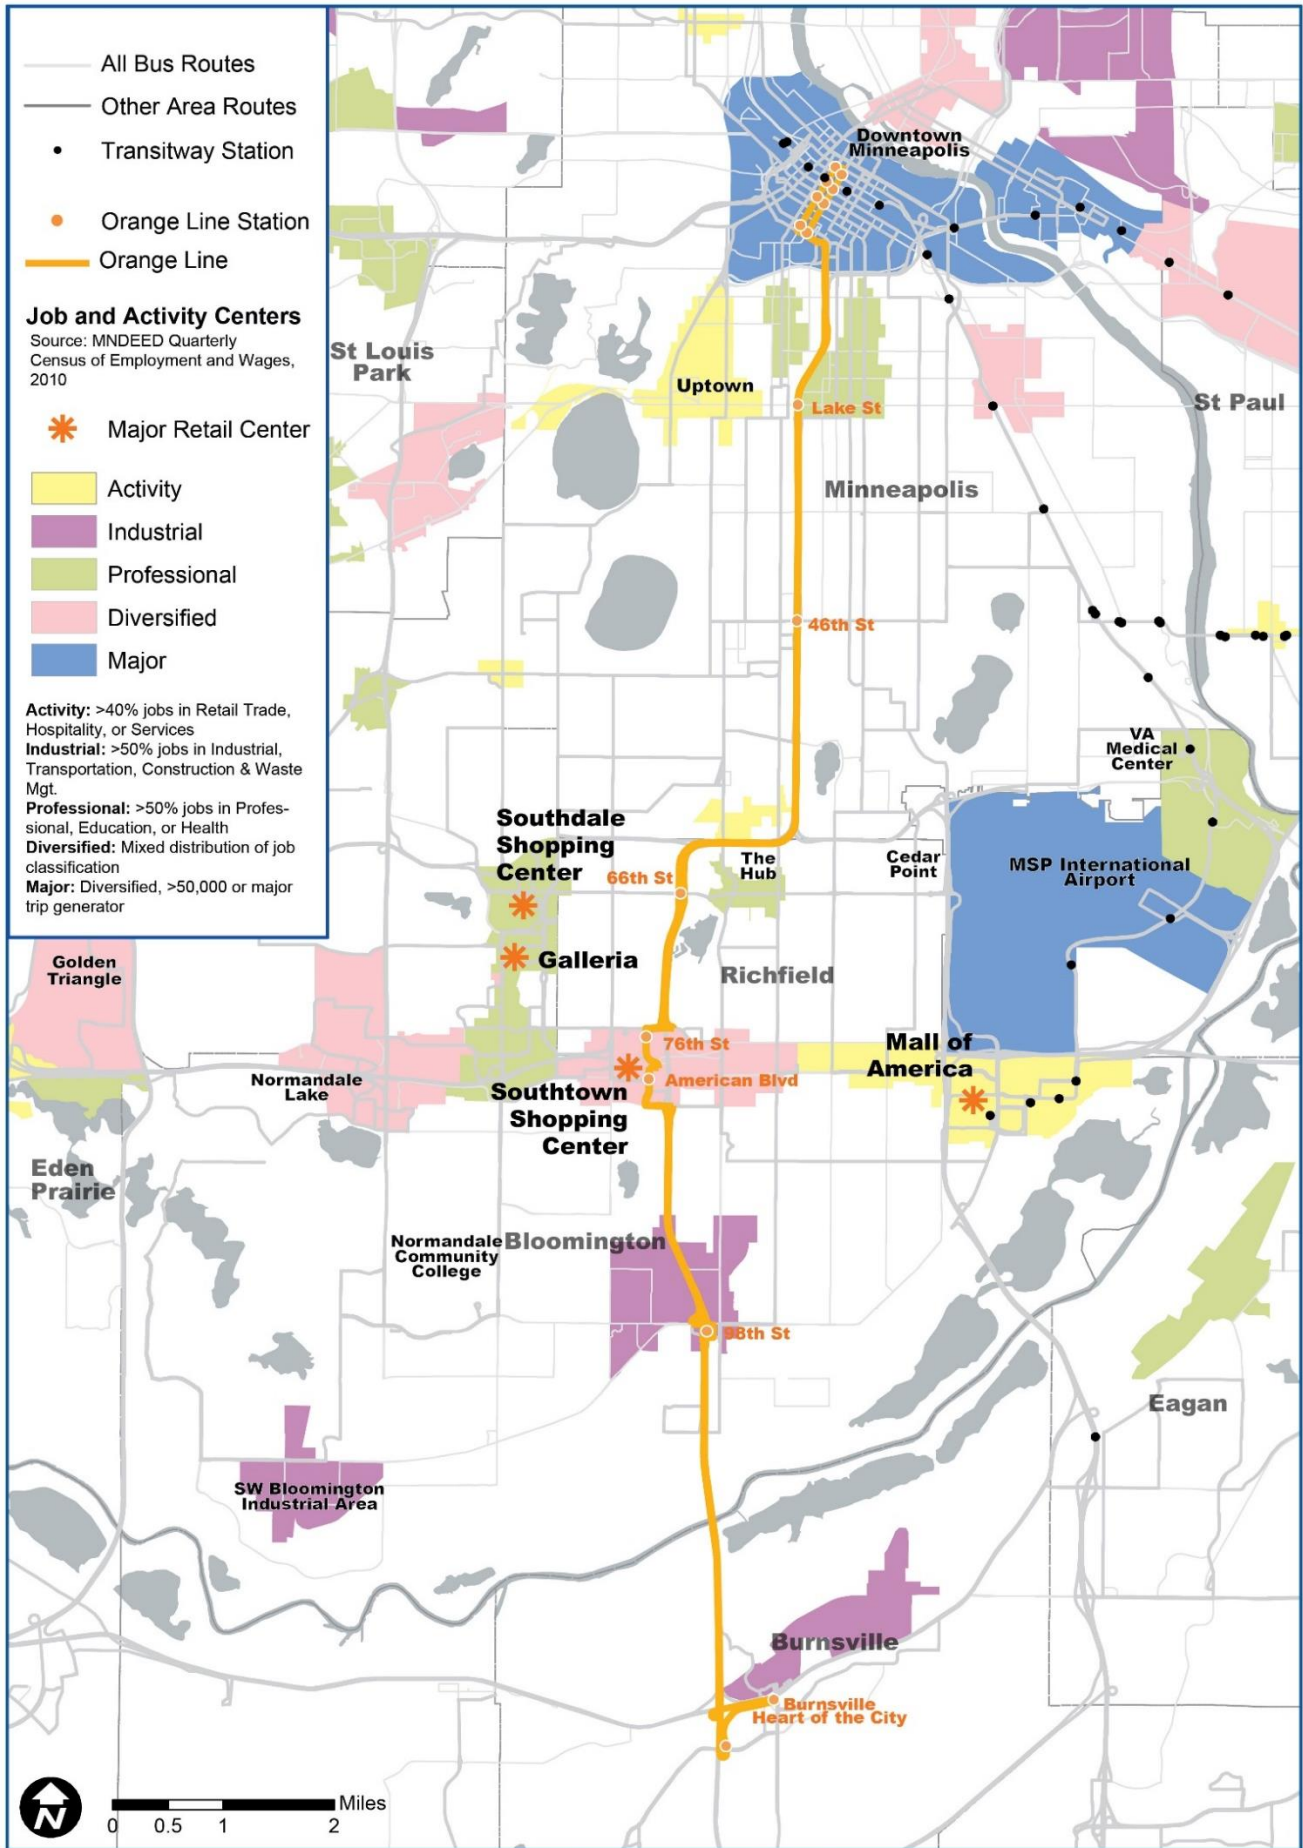 All Bus Routes
Other Area Routes
Transitway Station
Orange Line Station
Orange Line
Job and Activity Centers
Source: MNDEED Quarterly
Census of Employment and Wages,
2010
Major Retail Center
Activity
Industrial
Professional
Diversified
Major
Activity: >40% jobs in Retail Trade,
Hospitality, or Services
Industrial: >50% jobs in Industrial,
Transportation, Construction & Waste
Mgt.
Professional: >50% jobs in Profes-
sional, Education, or Health
Diversified: Mixed distribution of job
classification
Major: Diversified, >50,000 or major
trip generator
Downtown
Minneapolis
St Louis
Park
Uptown
Lake St
St Paul
Minneapolis
46th St
VA
Medical
Center
Southdale
Shopping
Center
66th St
The
Hub
Cedar
Point
MSP International
Airport
Golden
Triangle
Galleria
Richfield
76th St
Mall of
America
Normandale
Lake
American Blvd
Southtown
Shopping
Center
Eden
Prairie
Normandale
Community
College
Bloomington
98th St
Eagan
SW Bloomington
Industrial Area
Burnsville
Burnsville
Heart of the City
N
Miles
0 0.5 1 2